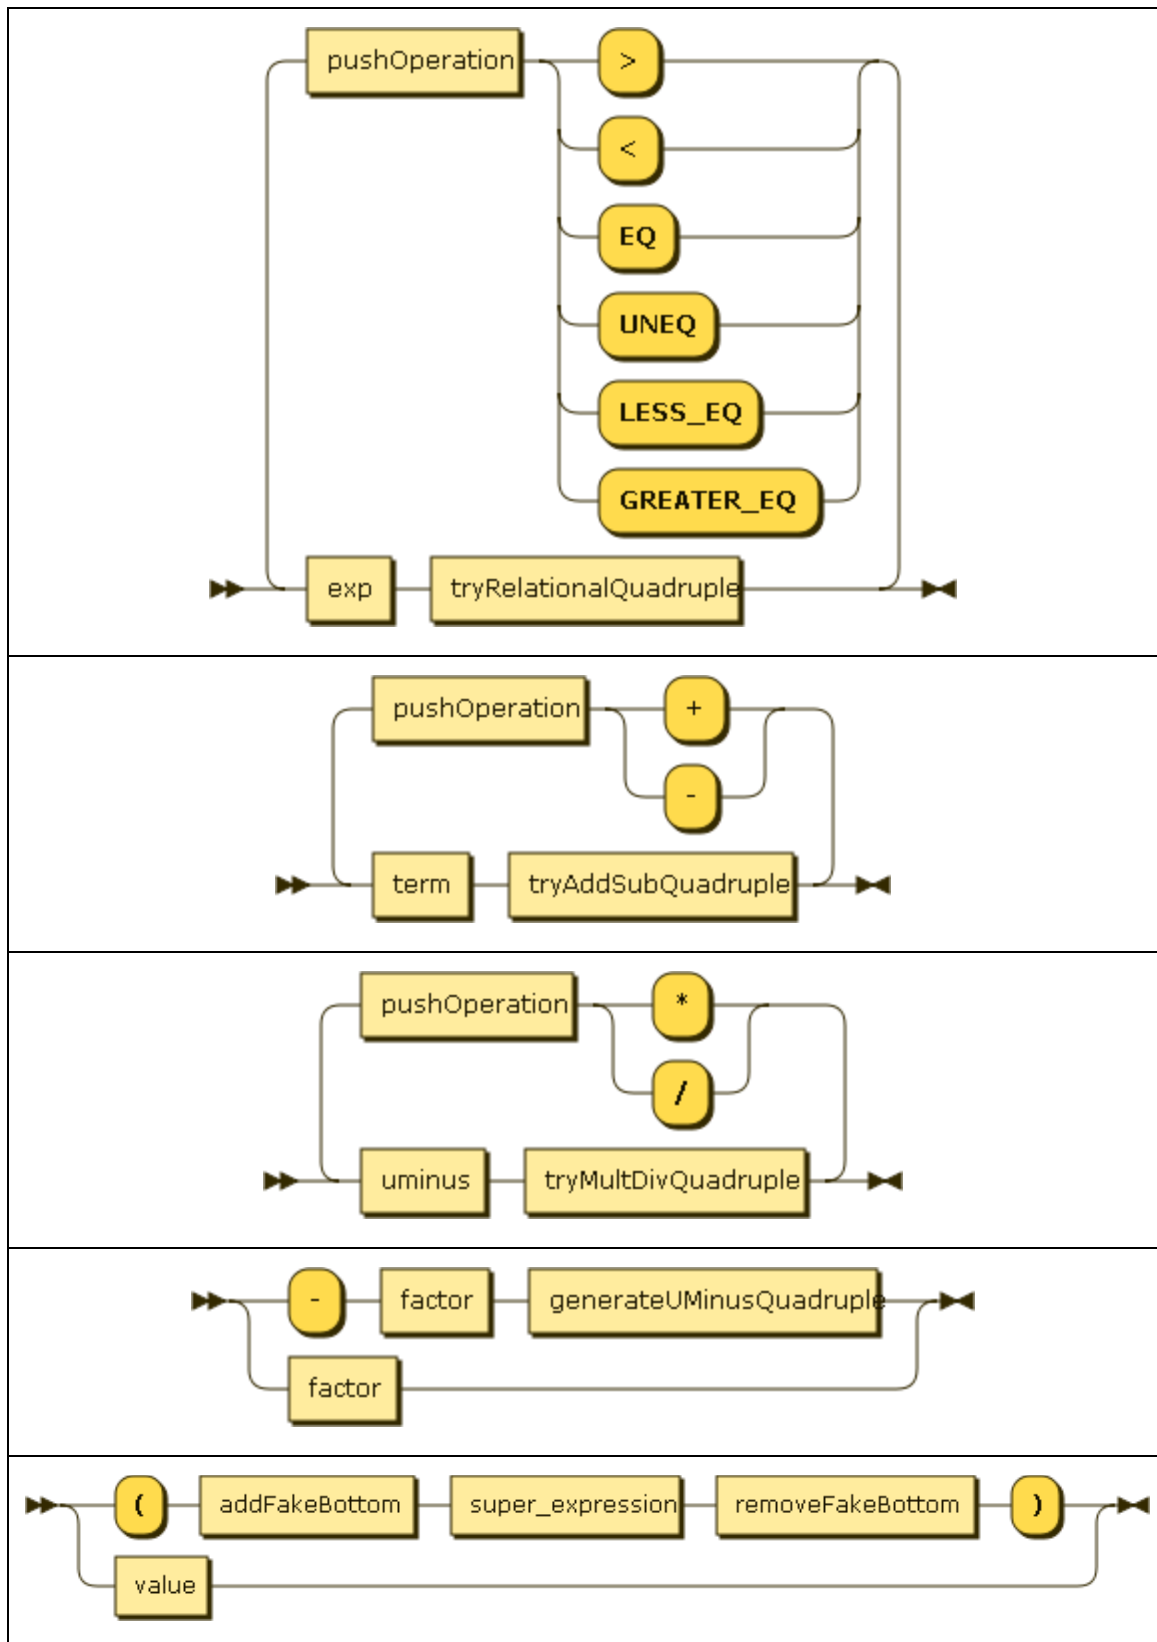 pushOperation >
<
EQ
UNEQ
LESS_EQ
GREATER_EQ
exp tryRelationalQuadruple
pushOperation +
-
term tryAddSubQuadruple
pushOperation *
/
uminus tryMultDivQuadruple
- factor generateUMinusQuadruple
factor
( addFakeBottom super_expression removeFakeBottom )
value